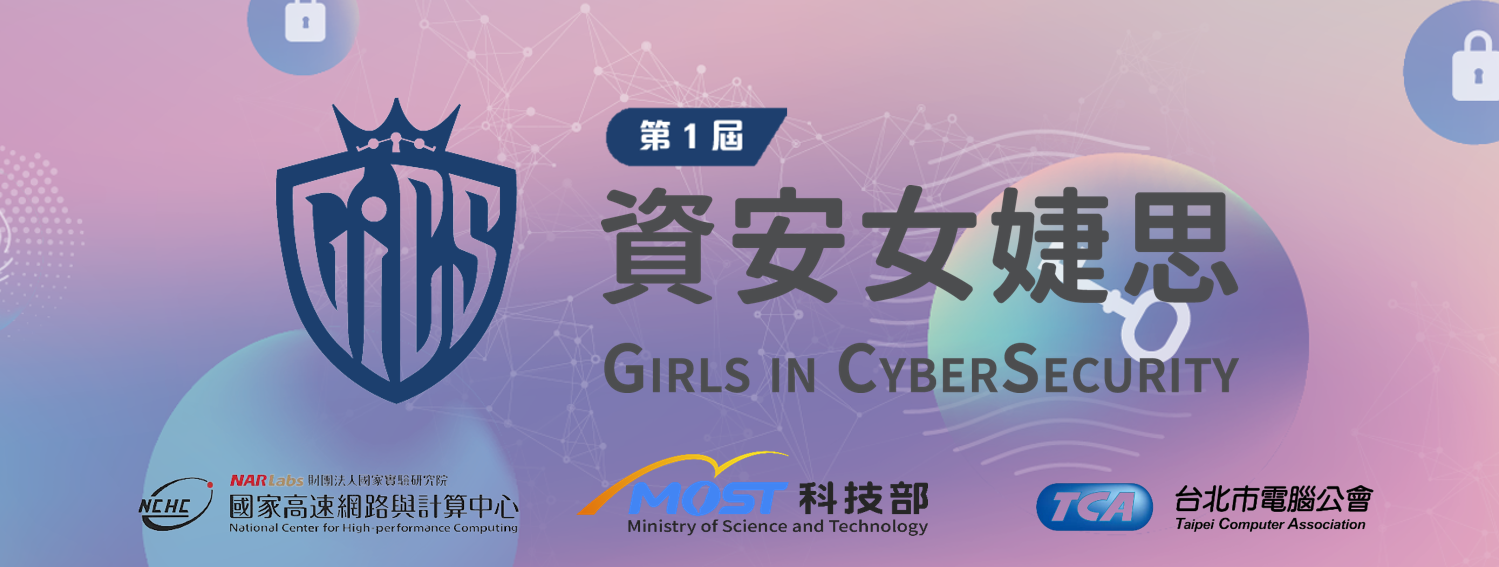 第 1 屆
GiCS
資安女婕思
GIRLS IN CYBERSECURITY
NCHC
NARLabs 財團法人國家實驗研究院
國家高速網路與計算中心
National Center for High-performance Computing
MOST 科技部
Ministry of Science and Technology
TCA
台北市電腦公會
Taipei Computer Association